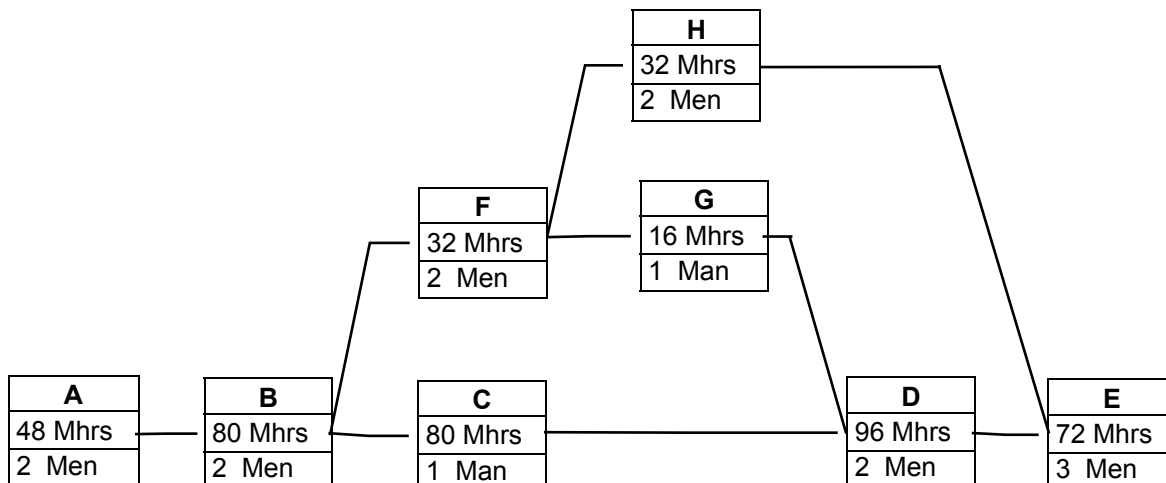 H
32 Mhrs
2 Men
F
32 Mhrs
2 Men
G
16 Mhrs
1 Man
A
48 Mhrs
2 Men
B
80 Mhrs
2 Men
C
80 Mhrs
1 Man
D
96 Mhrs
2 Men
E
72 Mhrs
3 Men